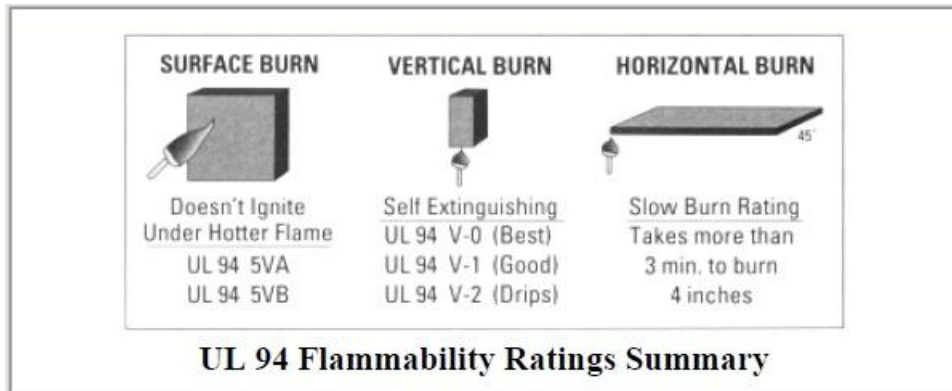 SURFACE BURN
Doesn't Ignite
Under Hotter Flame
UL 94 5VA
UL 94 5VB
VERTICAL BURN
Self Extinguishing
UL 94 V-0 (Best)
UL 94 V-1 (Good)
UL 94 V-2 (Drips)
HORIZONTAL BURN
45°
Slow Burn Rating
Takes more than
3 min. to burn
4 inches
UL 94 Flammability Ratings Summary